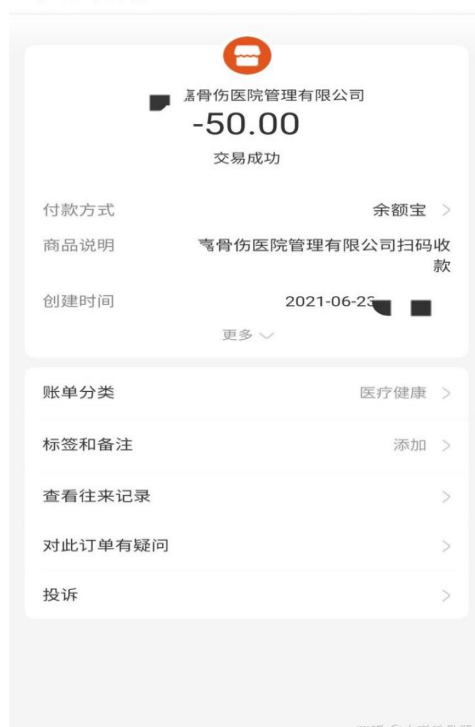 骨伤医院管理有限公司
-50.00
交易成功
付款方式 余额宝
商品说明 骨伤医院管理有限公司扫码收
款
创建时间 2021-06-23
更多
账单分类 医疗健康
标签和备注 添加
查看往来记录
对此订单有疑问
投诉